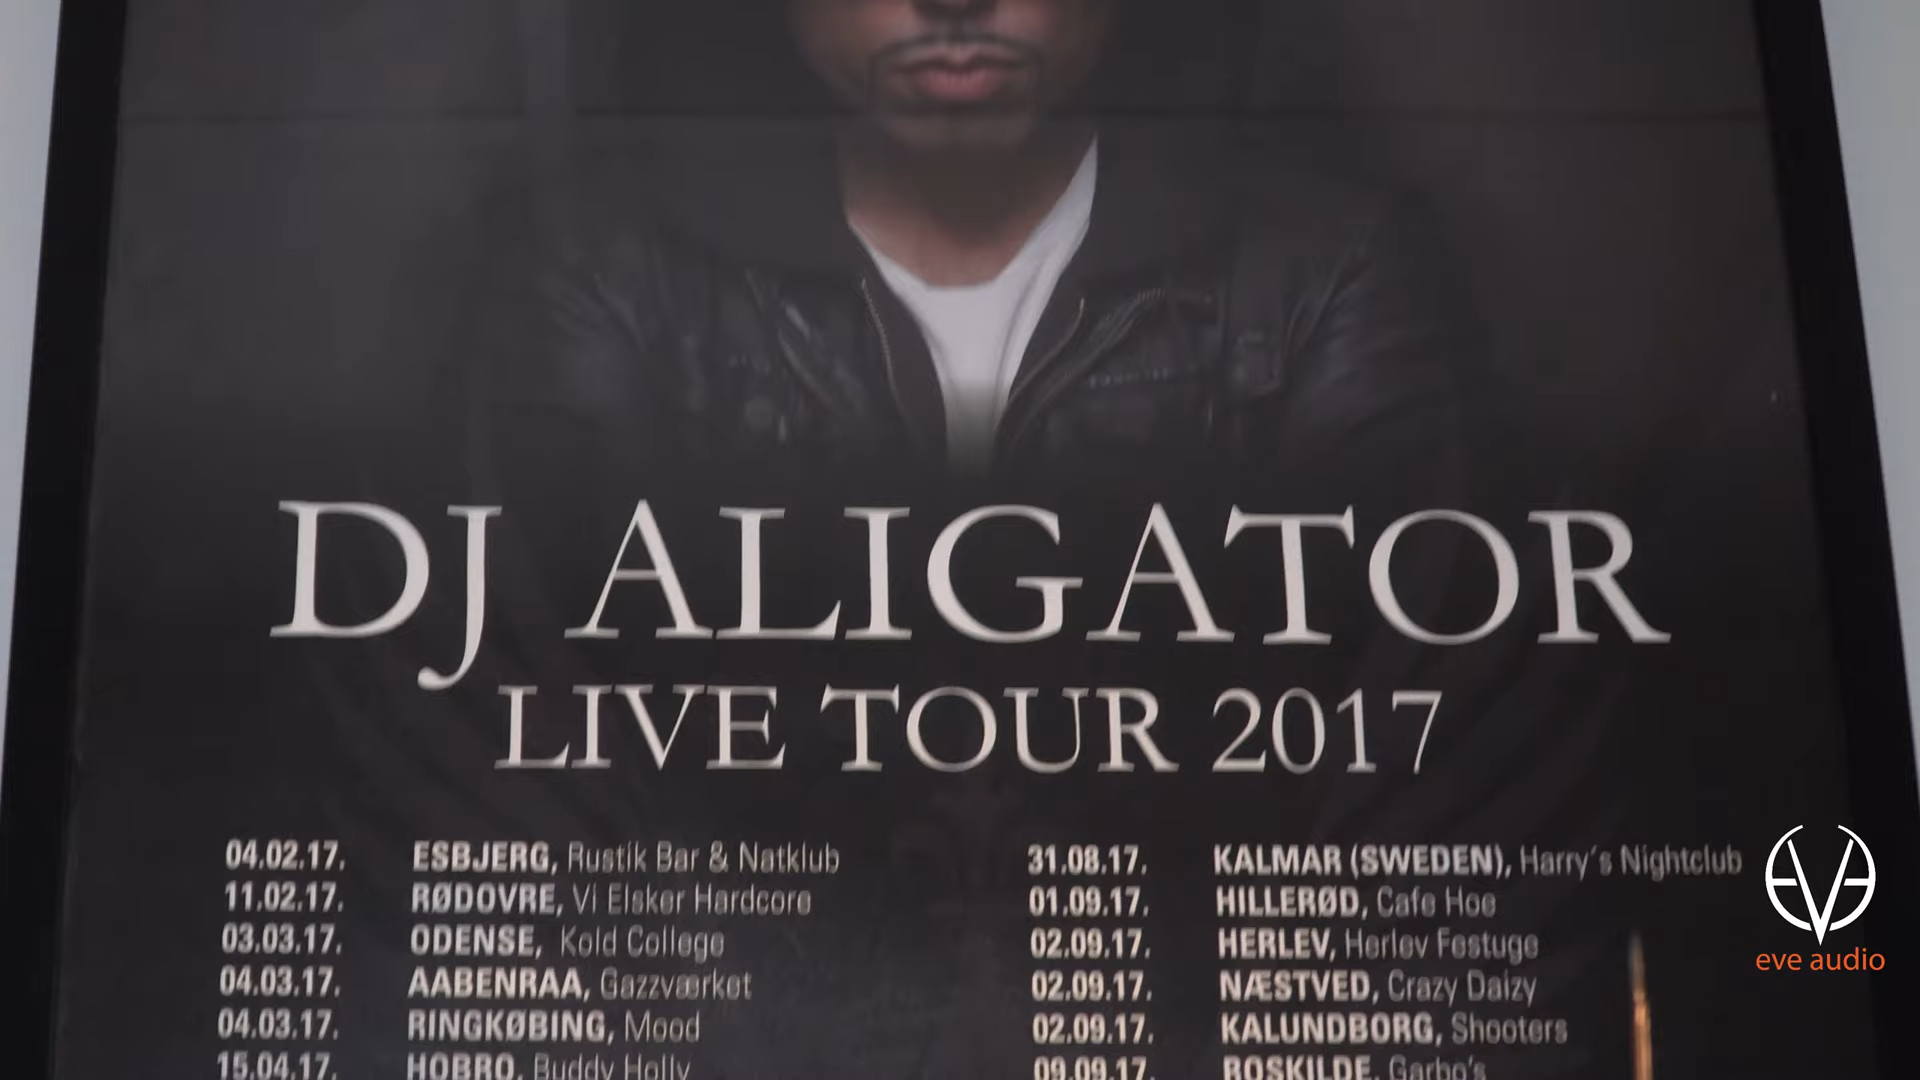 DJ ALIGATOR
LIVE TOUR 2017
04.02.17. ESBJERG, Rustik Bar & Natklub
11.02.17. RØDOVRE, Vi Elsker Hardcore
03.03.17. ODENSE, Kold College
04.03.17. AABENRAA, Gazzværket
04.03.17. RINGKØBING, Mood
15.04.17. HOBRO, Buddy Holly
31.08.17. KALMAR (SWEDEN), Harry´s Nightclub
01.09.17. HILLERØD, Cafe Hoe
02.09.17. HERLEV, Herlev Festuge
02.09.17. NÆSTVED, Crazy Daizy
02.09.17. KALUNDBORG, Shooters
09.09.17. ROSKILDE, Garbo's
EVE
eve audio